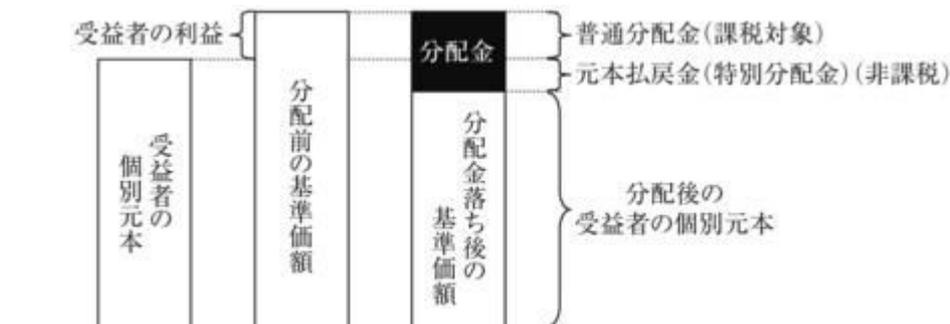 受益者の利益
分配金
普通分配金(課税対象)
元本払戻金(特別分配金)(非課税)
受益者の
個別元本
分配前の基準価額
分配金落ち後の
基準価額
分配後の
受益者の個別元本